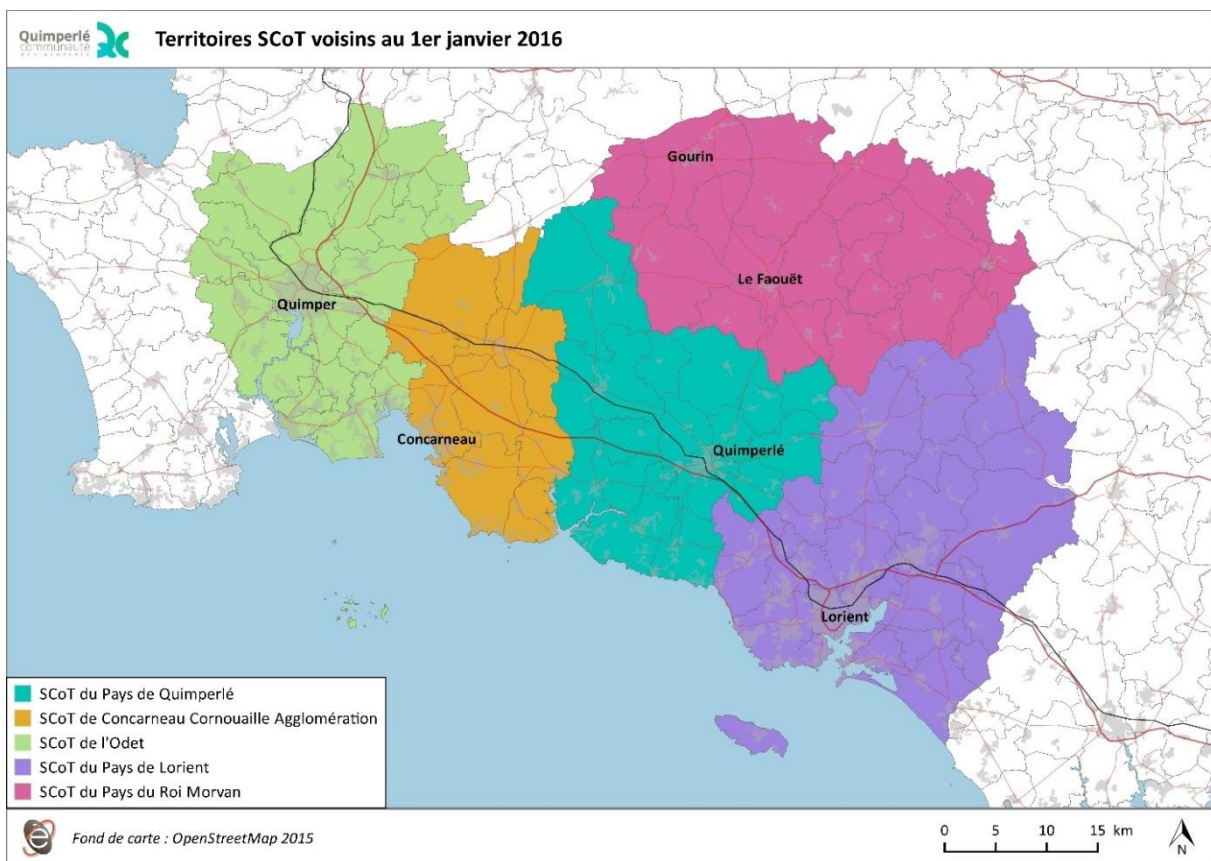 Quimperlé
communauté
Territoires SCoT voisins au 1er janvier 2016
Gourin
Le Faouët
Quimper
Concarneau
Quimperlé
Lorient
SCoT du Pays de Quimperlé
SCoT de Concarneau Cornouaille Agglomération
SCoT de l'Odet
SCoT du Pays de Lorient
SCoT du Pays du Roi Morvan
Fond de carte : OpenStreetMap 2015
0 5 10 15 km
N